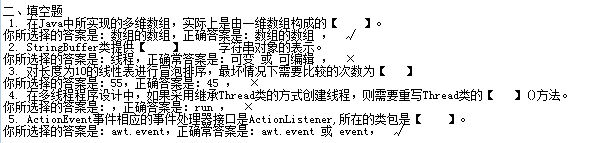 二、填空题
1. 在Java中所实现的多维数组，实际上是由一维数组构成的【    】。
你所选择的答案是：数组的数组，正确答案是：数组的数组 ， √
2. StringBuffer类提供【    】    字符串对象的表示。
你所选择的答案是：线程，正确常答案是：可变 或 可编辑 ， ×
3. 对长度为10的线性表进行冒泡排序，最坏情况下需要比较的次数为【    】
你所选择的答案是：55，正确答案是：45 ， ×
4. 在多线程程序设计中，如果采用继承Thread类的方式创建线程，则需要重写Thread类的【    】()方法。
你所选择的答案是：，正确答案是：run ， ×
5. ActionEvent事件相应的事件处理器接口是ActionListener,所在的类包是【    】。
你所选择的答案是：awt.event，正确常答案是：awt.event 或 event， √